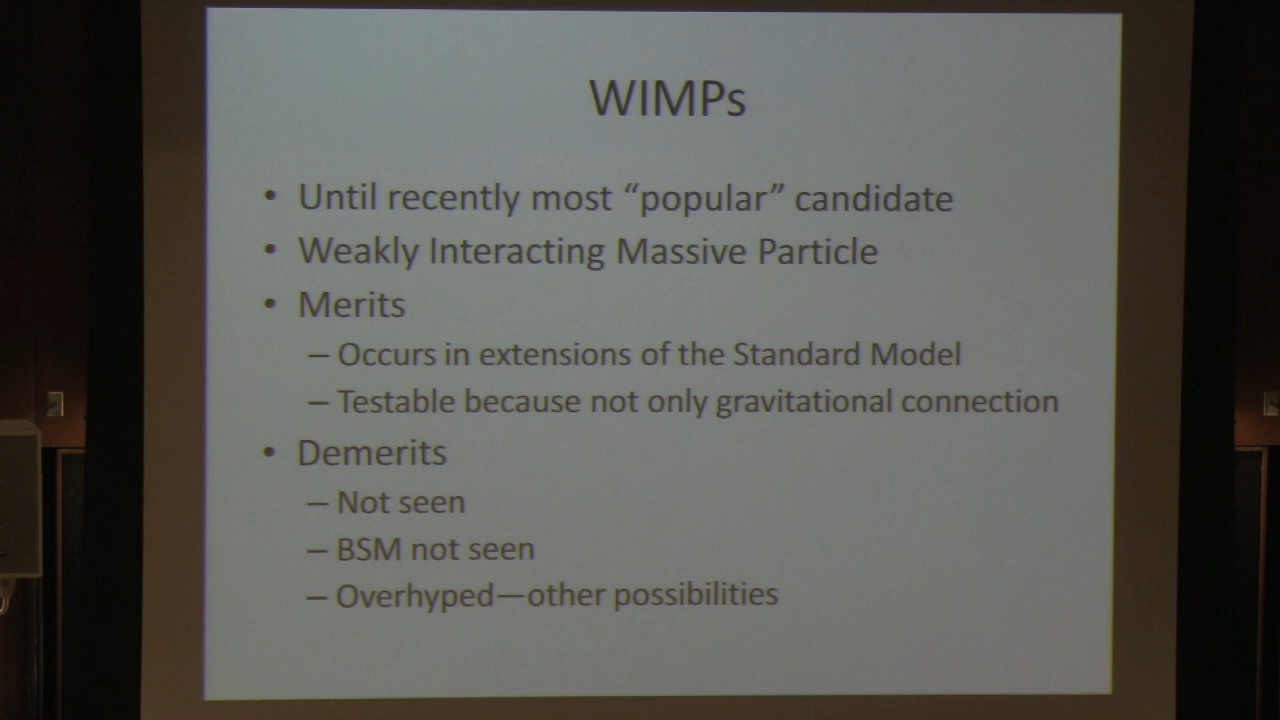 WIMPs
• Until recently most “popular” candidate
• Weakly Interacting Massive Particle
• Merits
– Occurs in extensions of the Standard Model
– Testable because not only gravitational connection
• Demerits
– Not seen
– BSM not seen
– Overhyped—other possibilities